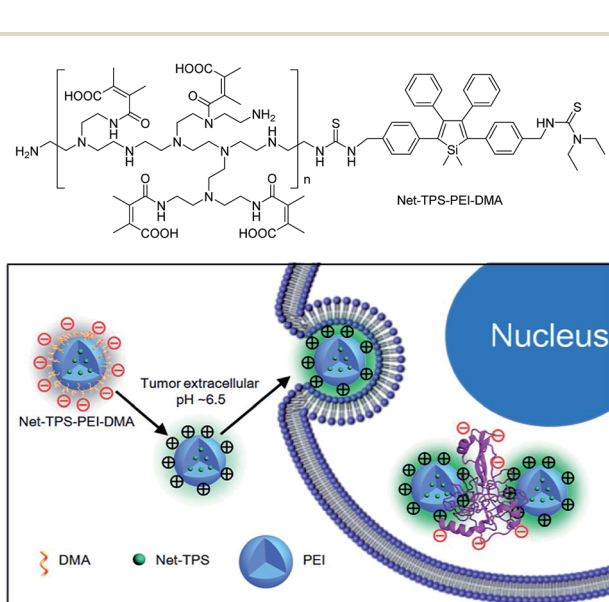 HOOC
HOOC
O
N
H
O
N
NH2
H2N
N
N
H
N
N
H
N
n
N
H
S
N
H
Si
H
N
S
N
O
N
H
N
N
H
O
COOH
HOOC
Net-TPS-PEI-DMA
Nucleus
Tumor extracellular
pH ~6.5
Net-TPS-PEI-DMA
DMA
Net-TPS
PEI